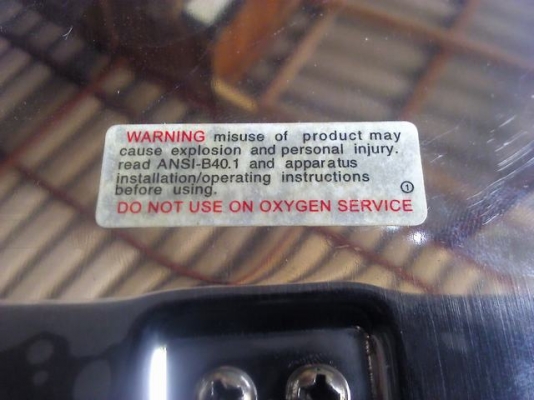 WARNING misuse of product may
cause explosion and personal injury.
read ANSI-B40.1 and apparatus
installation/operating instructions
before using. ①
DO NOT USE ON OXYGEN SERVICE